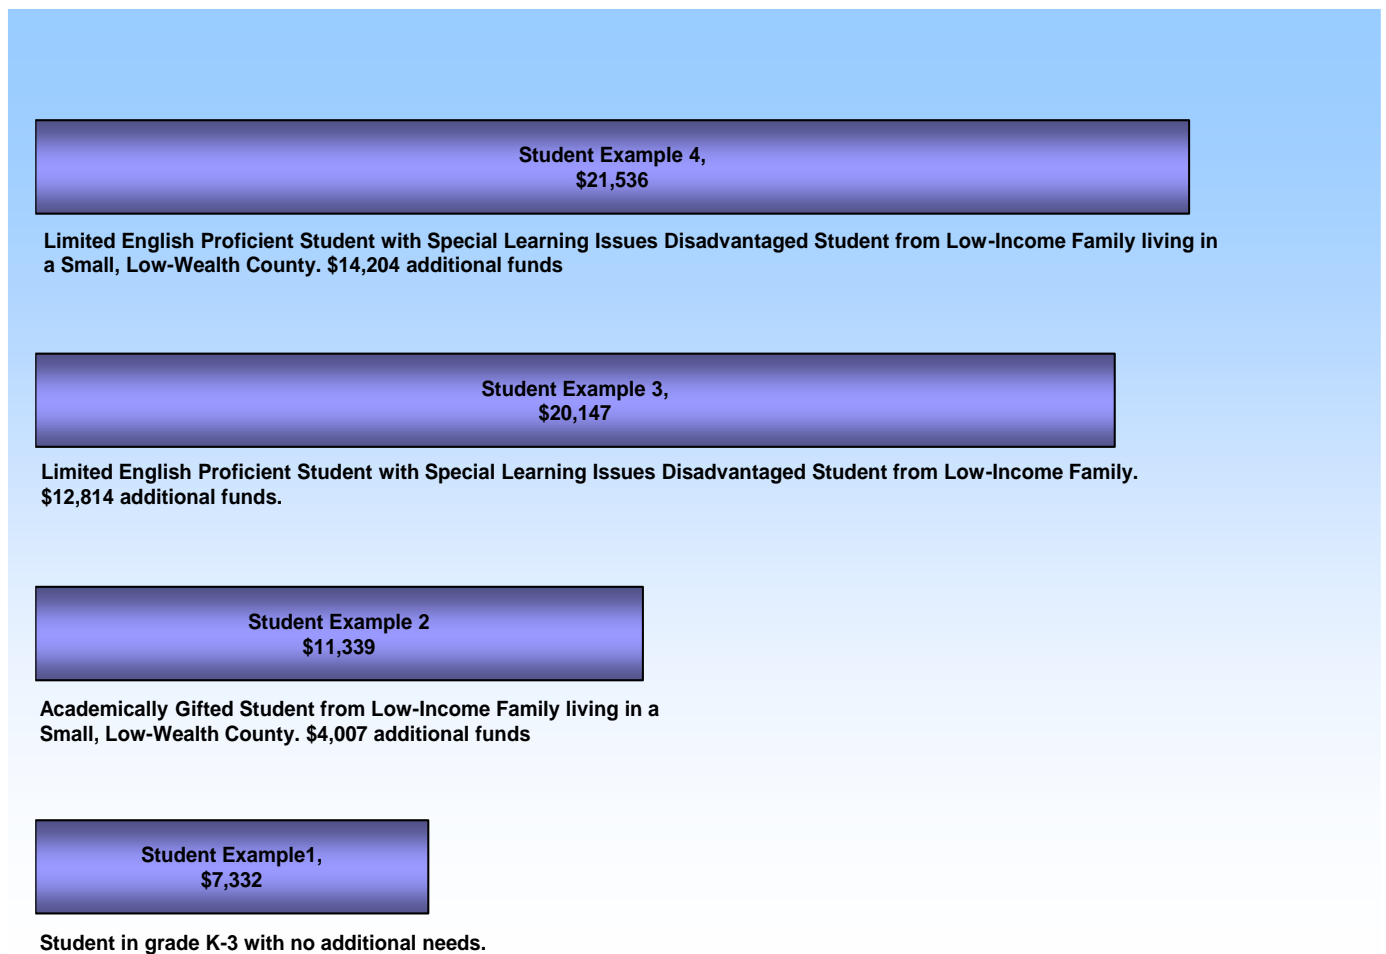 Student Example 4,
$21,536
Limited English Proficient Student with Special Learning Issues Disadvantaged Student from Low-Income Family living in
a Small, Low-Wealth County. $14,204 additional funds
Student Example 3,
$20,147
Limited English Proficient Student with Special Learning Issues Disadvantaged Student from Low-Income Family.
$12,814 additional funds.
Student Example 2
$11,339
Academically Gifted Student from Low-Income Family living in a
Small, Low-Wealth County. $4,007 additional funds
Student Example1,
$7,332
Student in grade K-3 with no additional needs.